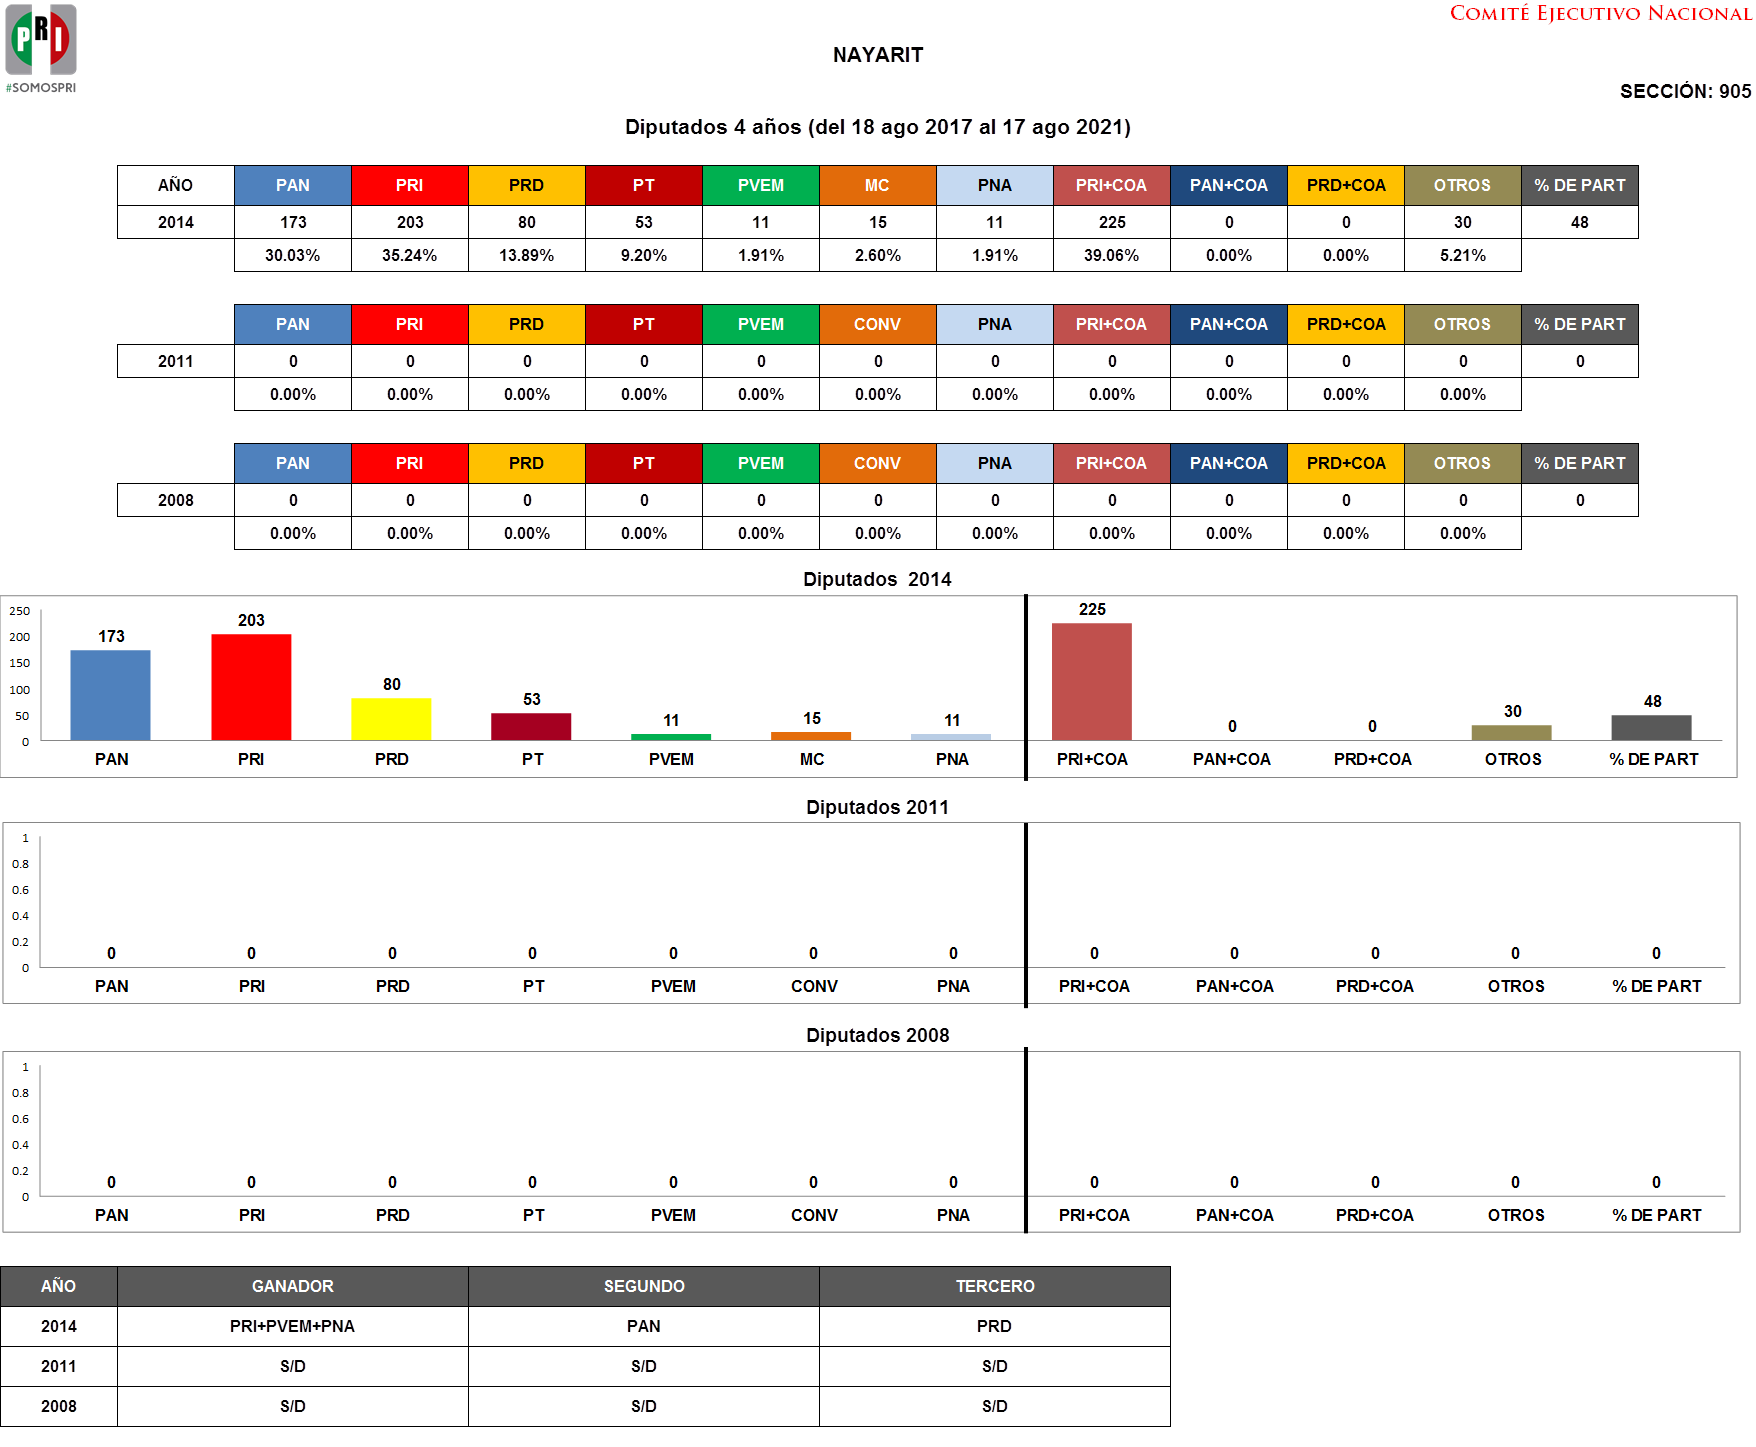 PRI
#SOMOSPRI
COMITÉ EJECUTIVO NACIONAL
NAYARIT
SECCIÓN: 905
Diputados 4 años (del 18 ago 2017 al 17 ago 2021)
AÑO PAN PRI PRD PT PVEM MC PNA PRI+COA PAN+COA PRD+COA OTROS % DE PART
2014 173 203 80 53 11 15 11 225 0 0 30 48
30.03% 35.24% 13.89% 9.20% 1.91% 2.60% 1.91% 39.06% 0.00% 0.00% 5.21%
PAN PRI PRD PT PVEM CONV PNA PRI+COA PAN+COA PRD+COA OTROS % DE PART
2011 0 0 0 0 0 0 0 0 0 0 0 0
0.00% 0.00% 0.00% 0.00% 0.00% 0.00% 0.00% 0.00% 0.00% 0.00% 0.00%
PAN PRI PRD PT PVEM CONV PNA PRI+COA PAN+COA PRD+COA OTROS % DE PART
2008 0 0 0 0 0 0 0 0 0 0 0 0
0.00% 0.00% 0.00% 0.00% 0.00% 0.00% 0.00% 0.00% 0.00% 0.00% 0.00%
Diputados 2014
250
200
150
100
50
0
173 203 80 53 11 15 11 225 0 0 30 48
PAN PRI PRD PT PVEM MC PNA PRI+COA PAN+COA PRD+COA OTROS % DE PART
Diputados 2011
1
0.8
0.6
0.4
0.2
0
0 0 0 0 0 0 0 0 0 0 0 0
PAN PRI PRD PT PVEM CONV PNA PRI+COA PAN+COA PRD+COA OTROS % DE PART
Diputados 2008
1
0.8
0.6
0.4
0.2
0
0 0 0 0 0 0 0 0 0 0 0 0
PAN PRI PRD PT PVEM CONV PNA PRI+COA PAN+COA PRD+COA OTROS % DE PART
AÑO GANADOR SEGUNDO TERCERO
2014 PRI+PVEM+PNA PAN PRD
2011 S/D S/D S/D
2008 S/D S/D S/D